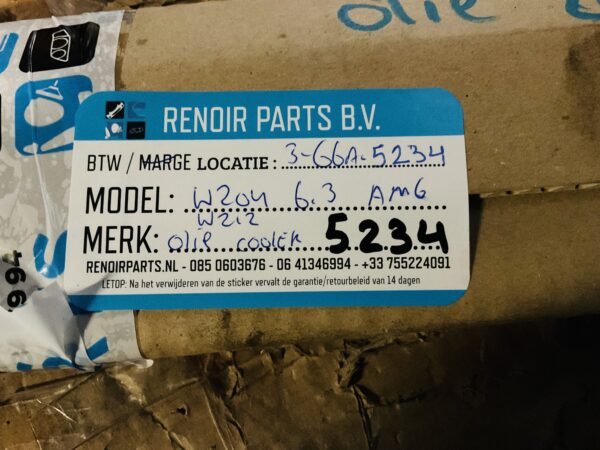 olie
RENOIR PARTS B.V.
BTW / MARGE LOCATIE : 3-G6A-5234
MODEL: W204 6.3 AMG
W212
MERK: olie cooler 5234
RENOIRPARTS.NL - 085 0603676 - 06 41346994 - +33 755224091
LETOP: Na het verwijderen van de sticker vervalt de garantie/retourbeleid van 14 dagen
994